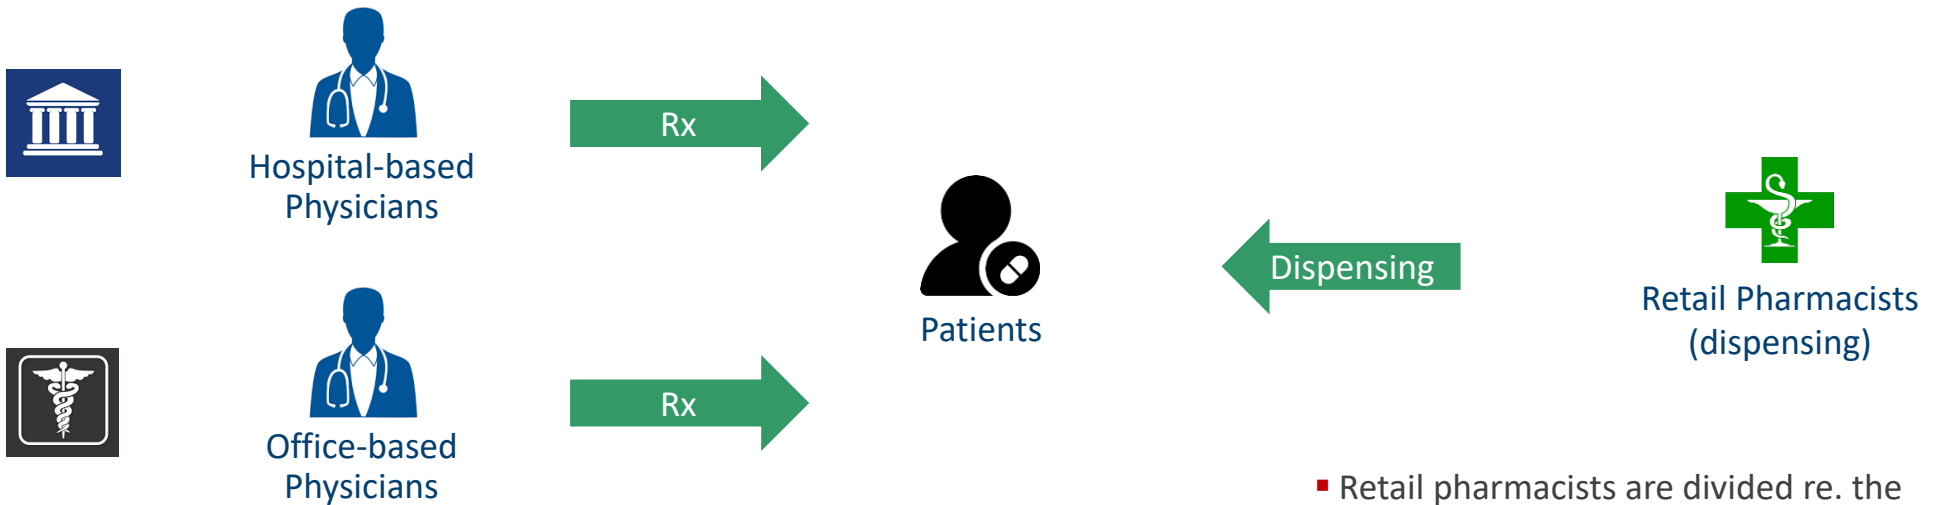 Rx
Hospital-based
Physicians
Dispensing
Retail Pharmacists
(dispensing)
Patients
Rx
Office-based
Physicians
▪ Retail pharmacists are divided re. the